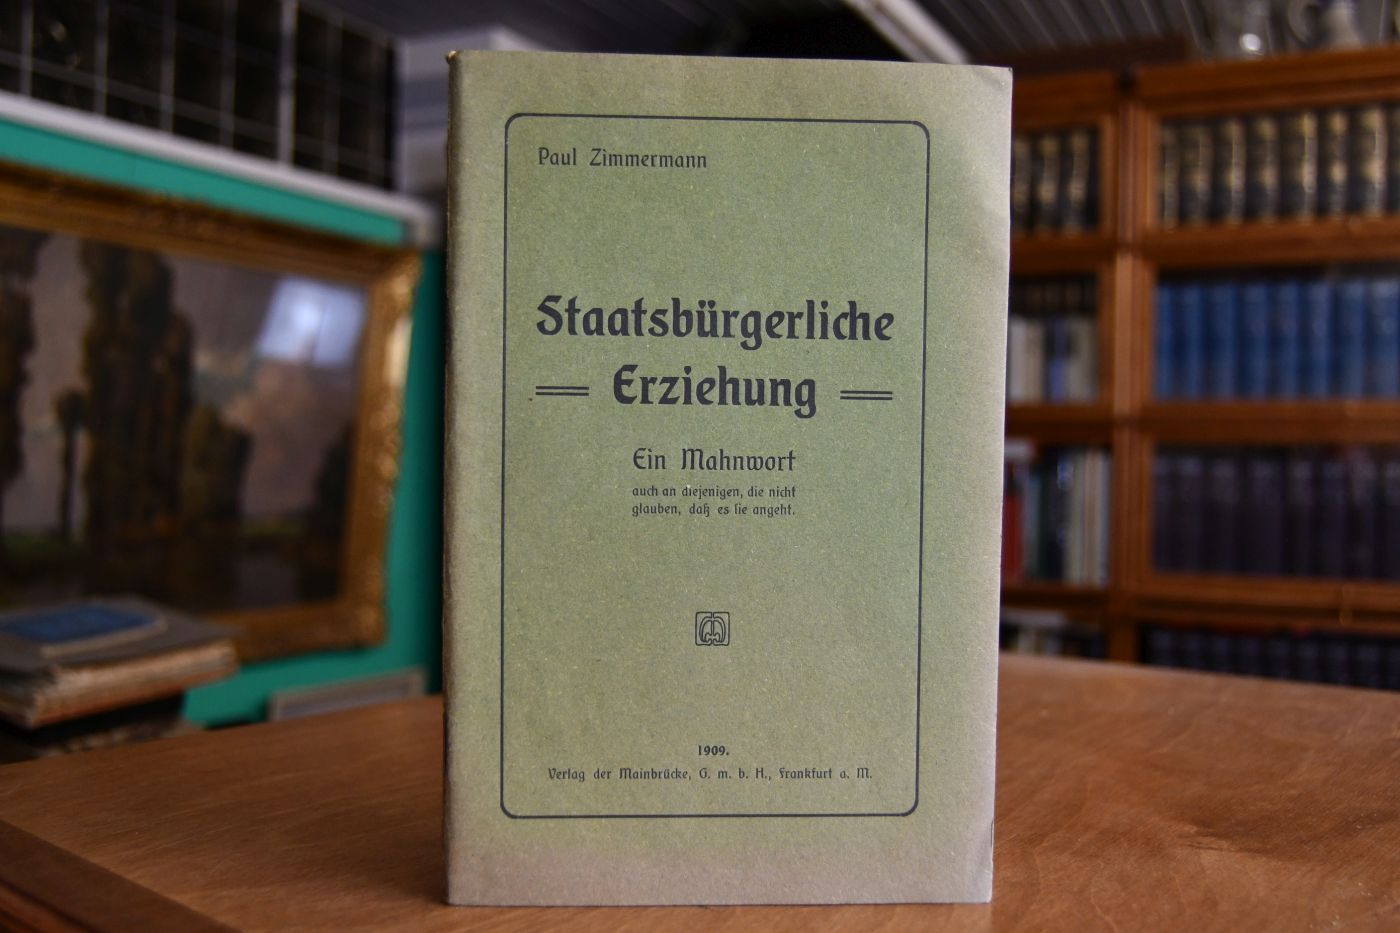 Paul Zimmermann
Staatsbürgerliche
Erziehung
Ein Mahnwort
auch an diejenigen, die nicht
glauben, daß es sie angeht.
1909.
Verlag der Mainbrücke, G. m. b. H., Frankfurt a. M.